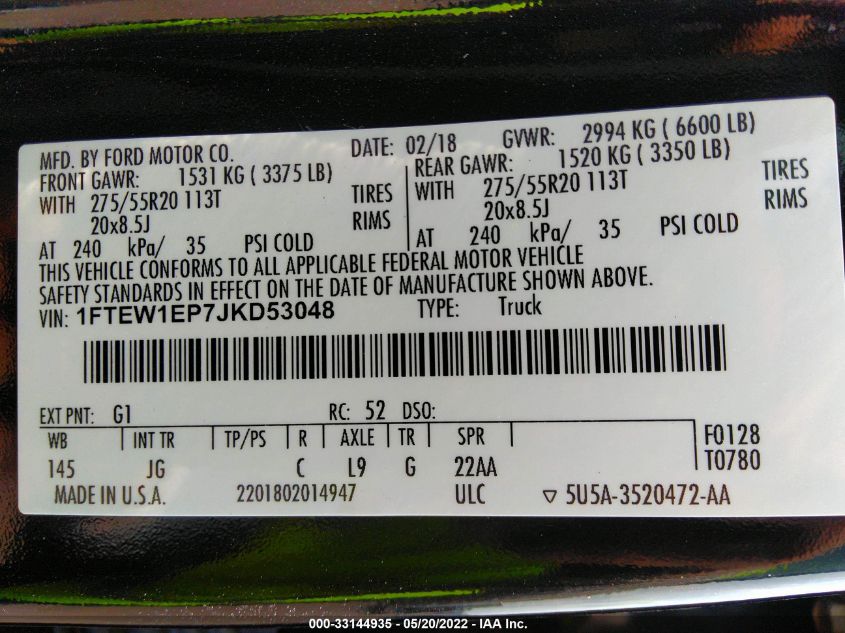 MFD. BY FORD MOTOR CO. DATE: 02/18 GVWR: 2994 KG ( 6600 LB)
FRONT GAWR: 1531 KG ( 3375 LB) REAR GAWR: 1520 KG ( 3350 LB)
WITH 275/55R20 113T TIRES WITH 275/55R20 113T TIRES
20x8.5J RIMS 20x8.5J RIMS
AT 240 kPa/ 35 PSI COLD AT 240 kPa/ 35 PSI COLD
THIS VEHICLE CONFORMS TO ALL APPLICABLE FEDERAL MOTOR VEHICLE
SAFETY STANDARDS IN EFFECT ON THE DATE OF MANUFACTURE SHOWN ABOVE.
VIN: 1FTEW1EP7JKD53048 TYPE: Truck
EXT PNT: G1 RC: 52 DSO:
WB INT TR TP/PS R AXLE TR SPR F0128
145 JG C L9 G 22AA T0780
MADE IN U.S.A. 2201802014947 ULC ▽ 5U5A-3520472-AA
000-33144935 - 05/20/2022 - IAA Inc.